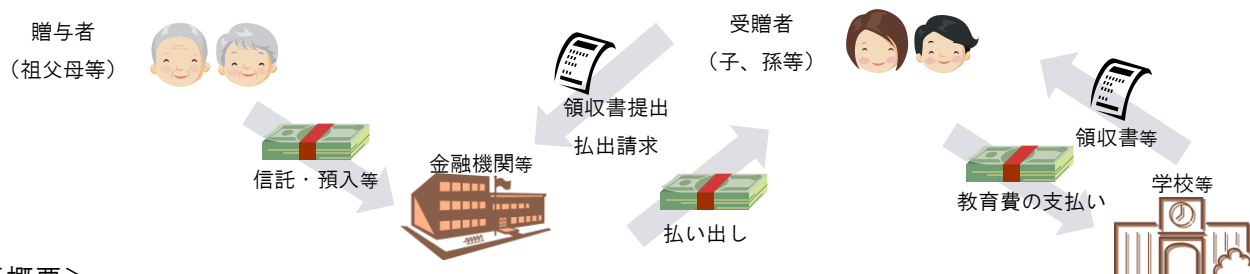 贈与者
（祖父母等）
受贈者
（子、孫等）
領収書提出
払出請求
領収書等
信託・預入等
金融機関等
払い出し
教育費の支払い
学校等
概要＞